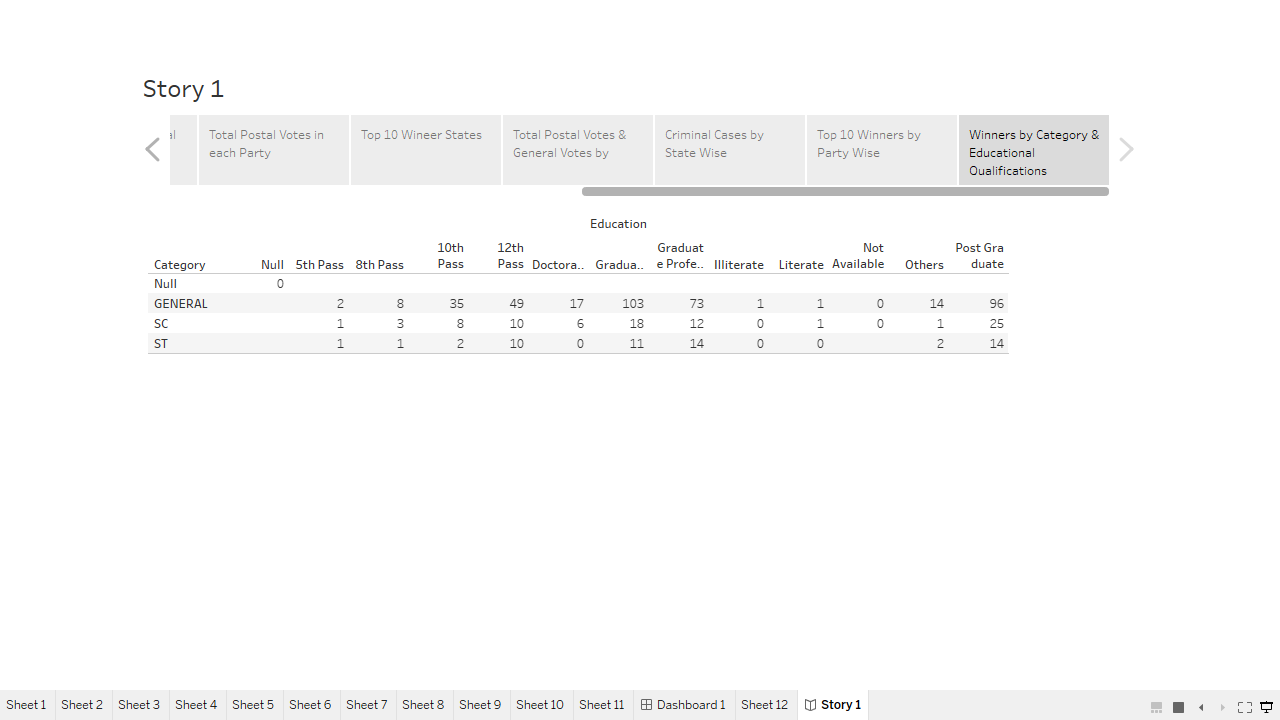 Story 1
al
Total Postal Votes in
each Party
Top 10 Wineer States
Total Postal Votes &
General Votes by
Criminal Cases by
State Wise
Top 10 Winners by
Party Wise
Winners by Category &
Educational
Qualifications
Education
Category Null 5th Pass 8th Pass 10th Pass 12th Pass Doctora.. Gradua.. Graduat e Profe.. Illiterate Literate Not Available Others Post Gra duate
Null 0
GENERAL 2 8 35 49 17 103 73 1 1 0 14 96
SC 1 3 8 10 6 18 12 0 1 0 1 25
ST 1 1 2 10 0 11 14 0 0 2 14
Sheet 1 Sheet 2 Sheet 3 Sheet 4 Sheet 5 Sheet 6 Sheet 7 Sheet 8 Sheet 9 Sheet 10 Sheet 11 Dashboard 1 Sheet 12 Story 1